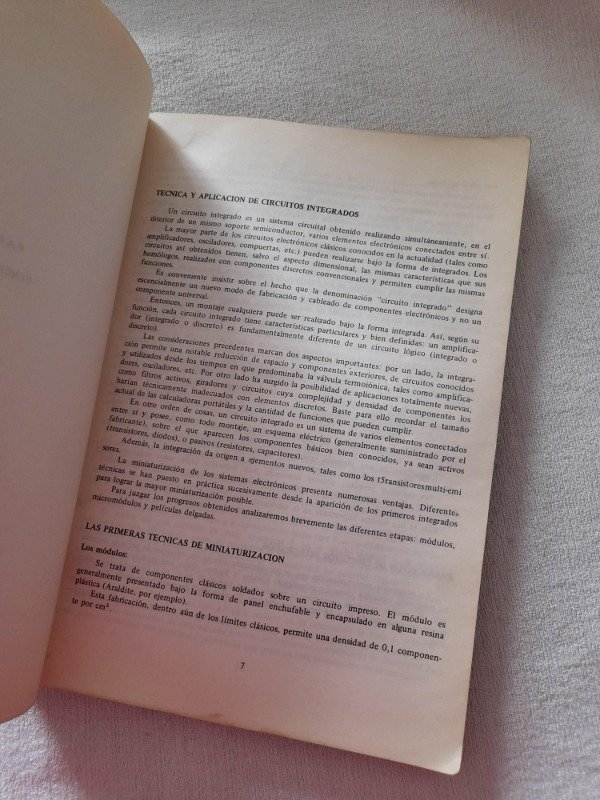 TECNICA Y APLICACION DE CIRCUITOS INTEGRADOS
Un circuito integrado es un sistema circuital obtenido realizando simultáneamente, en el
interior de un mismo soporte semiconductor, varios elementos electrónicos conectados entre sí.
La mayor parte de los circuitos electrónicos clásicos conocidos en la actualidad (tales como
amplificadores, osciladores, compuertas, etc.) pueden realizarse bajo la forma de integrados. Los
circuitos así obtenidos tienen, salvo el aspecto dimensional, las mismas características que sus
homólogos, realizados con componentes discretos convencionales y permiten cumplir las mismas
funciones.
Es conveniente insistir sobre el hecho que la denominación "circuito integrado" designa
escencialmente un nuevo modo de fabricación y cableado de componentes electrónicos y no un
componente universal.
Entonces, un montaje cualquiera puede ser realizado bajo la forma integrada. Así, según su
función, cada circuito integrado tiene características particulares y bien definidas: un amplifica-
dor (integrado o discreto) es fundamentalmente diferente de un circuito lógico (integrado o
discreto).
Las consideraciones precedentes marcan dos aspectos importantes: por un lado, la integra-
ción permite una notable reducción de espacio y componentes exteriores, de circuitos conocidos
y utilizados desde los tiempos en que predominaba la válvula termoiónica, tales como amplifica-
dores, osciladores, etc. Por otro lado ha surgido la posibilidad de aplicaciones totalmente nuevas,
como filtros activos, giradores y circuitos cuya complejidad y densidad de componentes los
harían técnicamente inadecuados con elementos discretos. Baste para ello recordar el tamaño
actual de las calculadoras portátiles y la cantidad de funciones que pueden cumplir.
En otro orden de cosas, un circuito integrado es un sistema de varios elementos conectados
entre sí y posee, como todo montaje, un esquema eléctrico (generalmente suministrado por el
fabricante), sobre el que aparecen los componentes básicos bien conocidos, ya sean activos
(transistores, diodos), o pasivos (resistores, capacitores).
Además, la integración da origen a ejementos nuevos, tales como los t5ransistores multi-emi
sores.
La miniaturización de los sistemas electrónicos presenta numerosas ventajas. Diferentes
técnicas se han puesto en práctica sucesivamente desde la aparición de los primeros integrados
para lograr la mayor miniaturización posible.
Para juzgar los progresos obtenidos analizaremos brevemente las diferentes etapas: módulos,
micromódulos y películas delgadas.
LAS PRIMERAS TECNICAS DE MINIATURIZACION
Los módulos:
Se trata de componentes clásicos soldados sobre un circuito impreso. El módulo es
generalmente presentado bajo la forma de panel enchufable y encapsulado en alguna resina
plástica (Araldite, por ejemplo).
Esta fabricación, dentro aún de los límites clásicos, permite una densidad de 0,1 componen-
te por cm³.
7